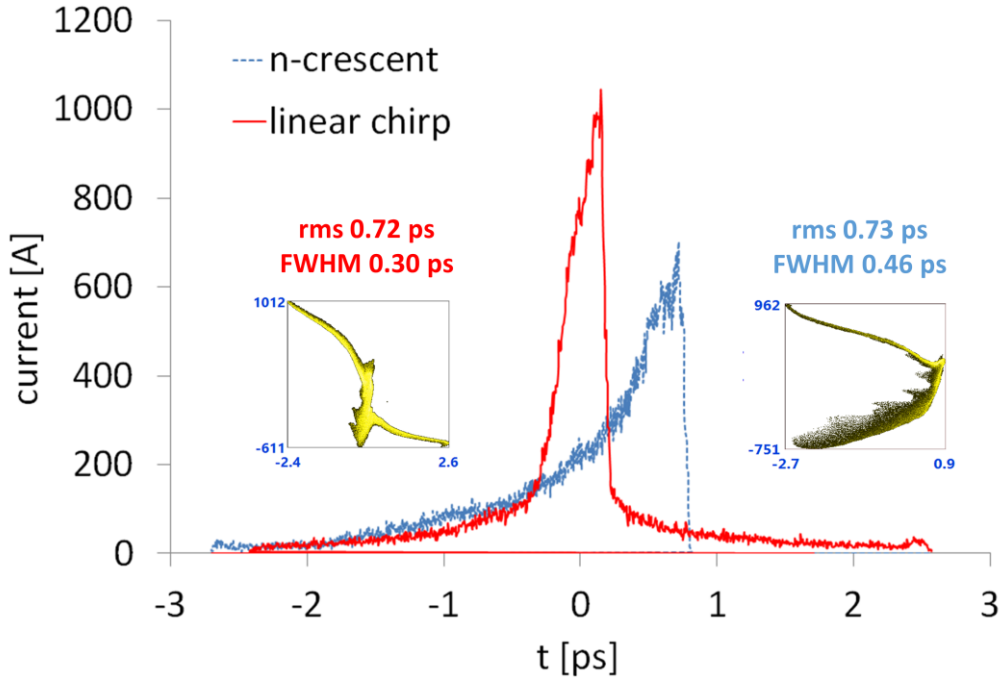 1200
1000
800
600
400
200
0
current [A]
n-crescent
linear chirp
rms 0.72 ps
FWHM 0.30 ps
rms 0.73 ps
FWHM 0.46 ps
1012
-611
-2.4 2.6
962
-751
-2.7 0.9
-3 -2 -1 0 1 2 3
t [ps]